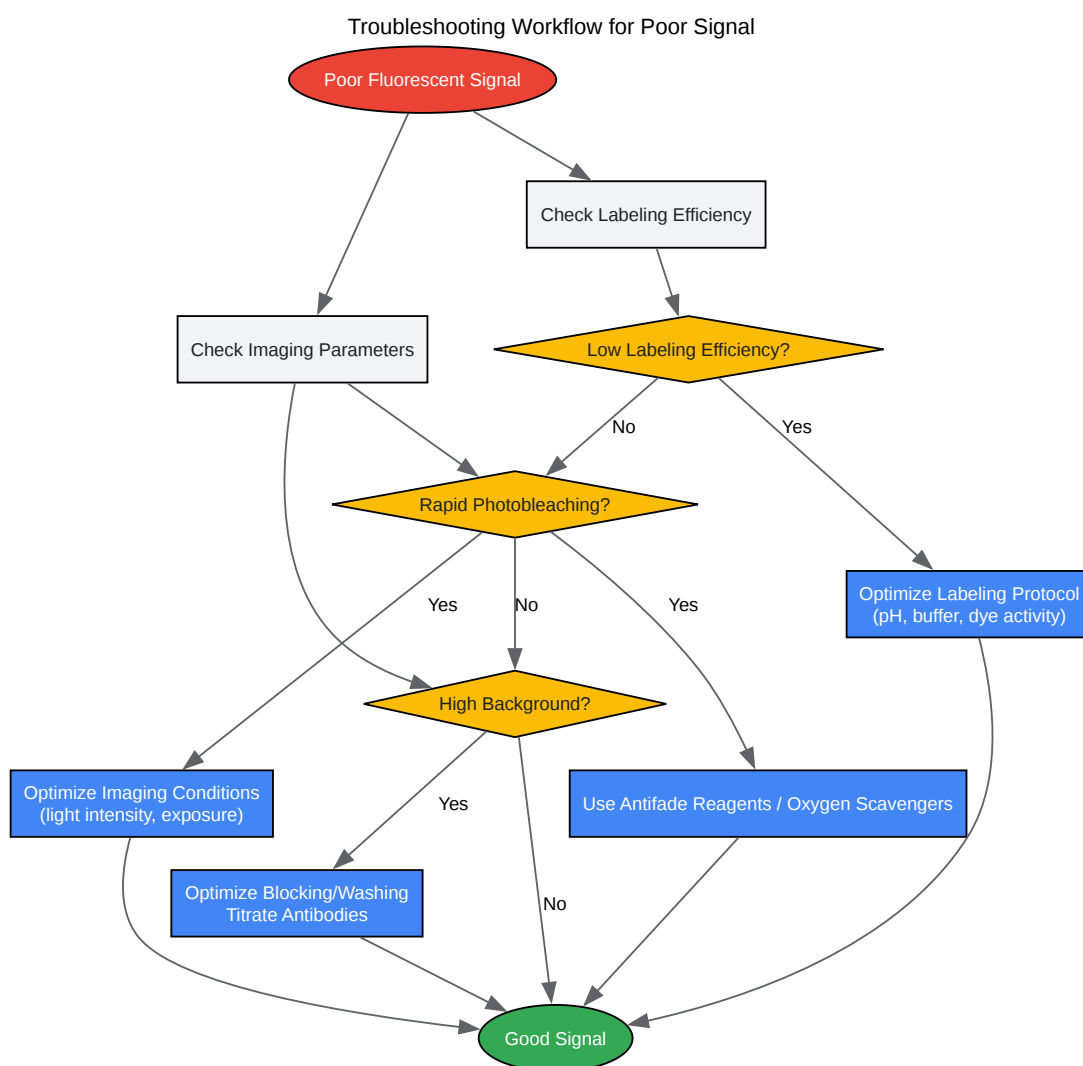 Troubleshooting Workflow for Poor Signal
Poor Fluorescent Signal
Check Labeling Efficiency
Check Imaging Parameters
Low Labeling Efficiency?
No
Yes
Rapid Photobleaching?
Optimize Labeling Protocol
(pH, buffer, dye activity)
Yes
No
Yes
High Background?
Optimize Imaging Conditions
(light intensity, exposure)
Yes
Use Antifade Reagents / Oxygen Scavengers
Optimize Blocking/Washing
Titrate Antibodies
No
Good Signal